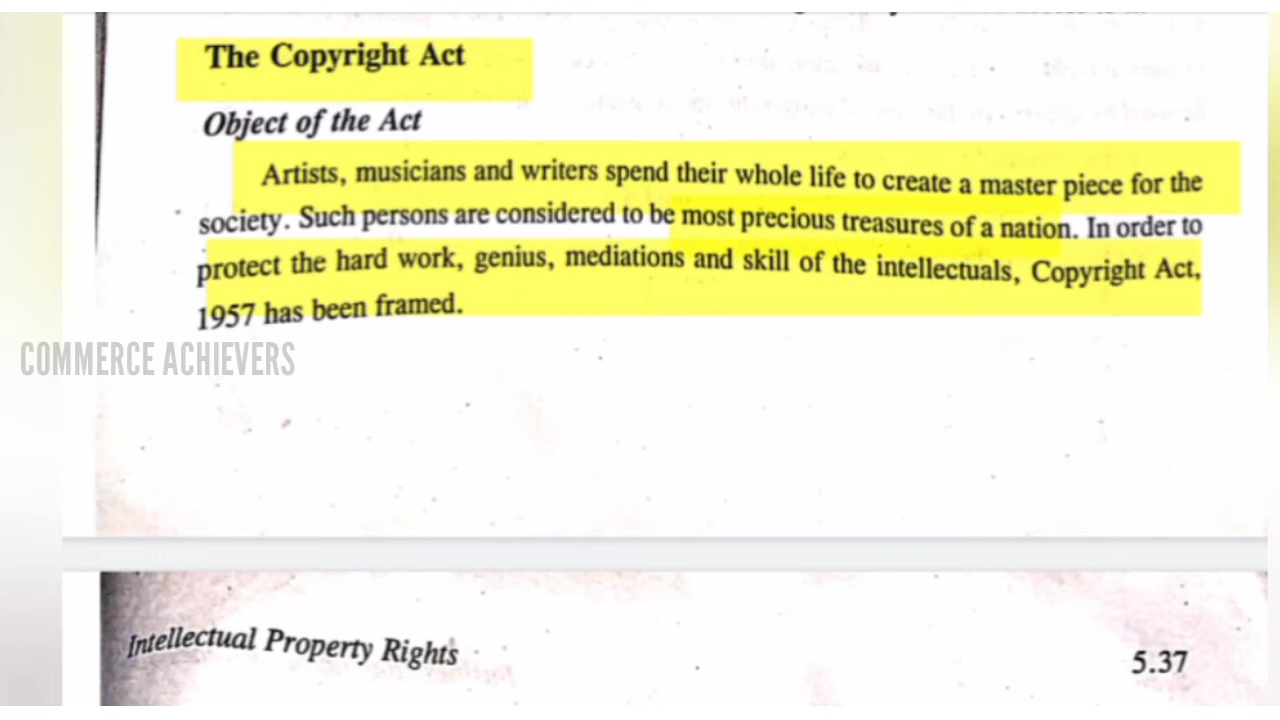 The Copyright Act
Object of the Act
Artists, musicians and writers spend their whole life to create a master piece for the
society. Such persons are considered to be most precious treasures of a nation. In order to
protect the hard work, genius, mediations and skill of the intellectuals, Copyright Act,
1957 has been framed.
COMMERCE ACHIEVERS
Intellectual Property Rights
5.37